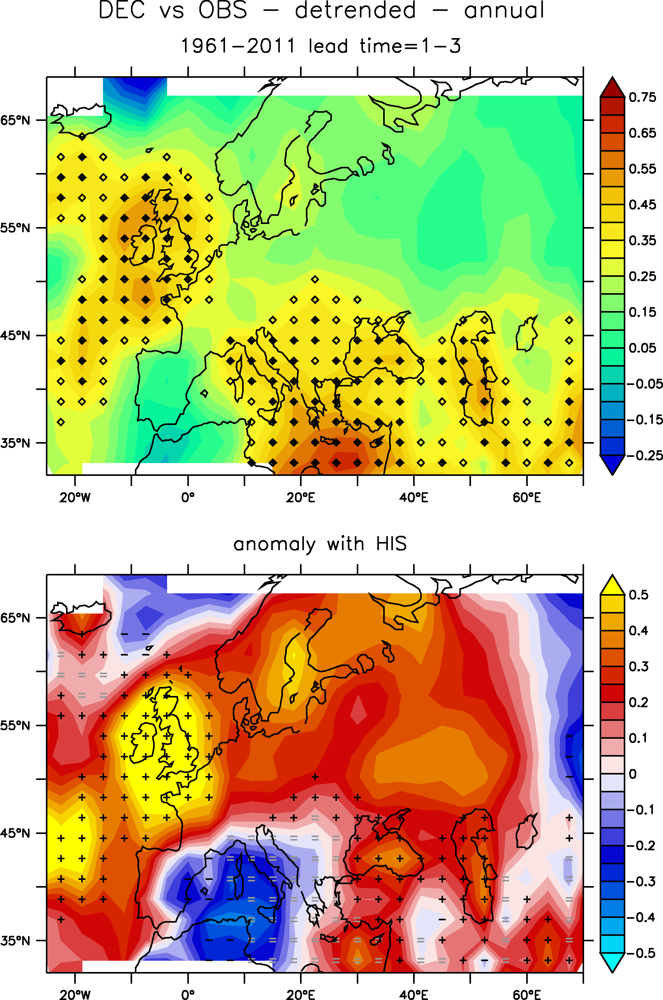 DEC vs OBS − detrended − annual
1961−2011 lead time=1−3
65°N
55°N
45°N
35°N
20°W 0° 20°E 40°E 60°E
0.75
0.65
0.55
0.45
0.35
0.25
0.15
0.05
−0.05
−0.15
−0.25
anomaly with HIS
65°N
55°N
45°N
35°N
20°W 0° 20°E 40°E 60°E
0.5
0.4
0.3
0.2
0.1
0
−0.1
−0.2
−0.3
−0.4
−0.5